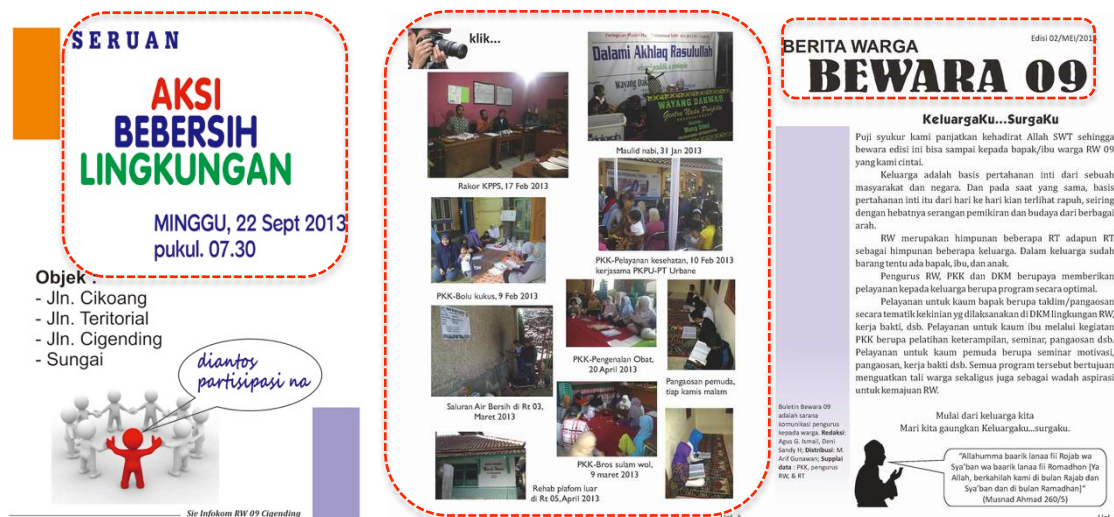 SERUAN
AKSI
BEBERSIH
LINGKUNGAN
MINGGU, 22 Sept 2013
pukul. 07.30
Objek :
- Jln. Cikoang
- Jln. Teritorial
- Jln. Cigending
- Sungai
diantos
partisipasi na
Sie Infokom RW 09 Cigending
klik...
Dalami Akhlaq Rasulullah
Wayang Dak
WAYANG DAKWAH
Maulid nabi, 31 Jan 2013
Rakor KPPS, 17 Feb 2013
PKK-Pelayanan kesehatan, 10 Feb 2013
kerjasama PKPU-PT Urbane
PKK-Bolu kukus, 9 Feb 2013
PKK-Pengenalan Obat,
20 April 2013
Pangaosan pemuda,
tiap kamis malam
Saluran Air Bersih di Rt 03,
Maret 2013
PKK-Bros sulam wol,
9 maret 2013
Rehab plafom luar
di Rt 05, April 2013
Edisi 02/MEI/201
BERITA WARGA
BEWARA 09
KeluargaKu...SurgaKu
Puji syukur kami panjatkan kehadirat Allah SWT sehingga
bewara edisi ini bisa sampai kepada bapak/ibu warga RW 09
yang kami cintai.
Keluarga adalah basis pertahanan inti dari sebuah
masyarakat dan negara. Dan pada saat yang sama, basis
pertahanan inti itu dari hari ke hari kian terlihat rapuh, seiring
dengan hebatnya serangan pemikiran dan budaya dari berbagai
arah.
RW merupakan himpunan beberapa RT adapun RT
sebagai himpunan beberapa keluarga. Dalam keluarga sudah
barang tentu ada bapak, ibu, dan anak.
Pengurus RW, PKK dan DKM berupaya memberikan
pelayanan kepada keluarga berupa program secara optimal.
Pelayanan untuk kaum bapak berupa taklim/pangaosan
secara tematik kekinian yg dilaksanakan di DKM lingkungan RW,
kerja bakti, dsb. Pelayanan untuk kaum ibu melalui kegiatan
PKK berupa pelatihan keterampilan, seminar, pangaosan dsb.
Pelayanan untuk kaum pemuda berupa seminar motivasi,
pangaosan, kerja bakti dsb. Semua program tersebut bertujuan
menguatkan tali warga sekaligus juga sebagai wadah aspirasi
untuk kemajuan RW.
Mulai dari keluarga kita
Mari kita gaungkan Keluargaku...surgaku.
Buletin Bewara 09
adalah sarana
komunikasi pengurus
kepada warga. Redaksi:
Agus G. Ismail, Deni
Sandy H; Distribusi: M.
Arif Gunawan; Supplai
data : PKK, pengurus
RW, & RT
"Allahumma baarik lanaa fii Rojab wa
Sya'ban wa baarik lanaa fii Romadhon [Ya
Allah, berkahilah kami di bulan Rajab dan
Sya'ban dan di bulan Ramadhan]"
(Musnad Ahmad 260/5)